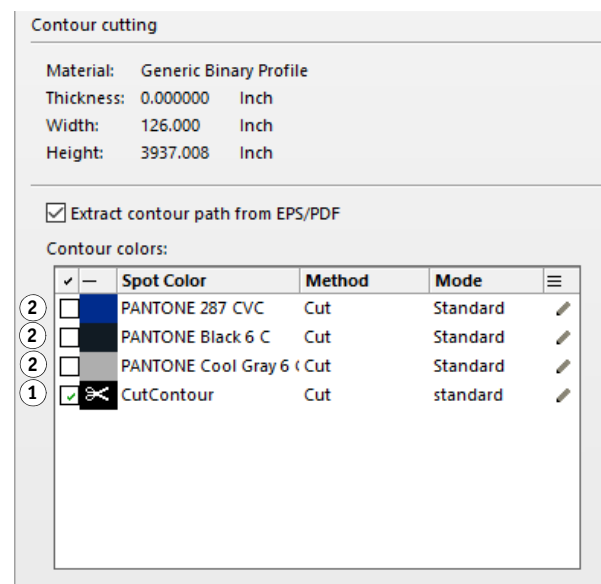 Contour cutting
Material: Generic Binary Profile
Thickness: 0.000000 Inch
Width: 126.000 Inch
Height: 3937.008 Inch
Extract contour path from EPS/PDF
Contour colors:
Spot Color Method Mode
2 PANTONE 287 CVC Cut Standard
2 PANTONE Black 6 C Cut Standard
2 PANTONE Cool Gray 6 Cut Standard
1 CutContour Cut standard